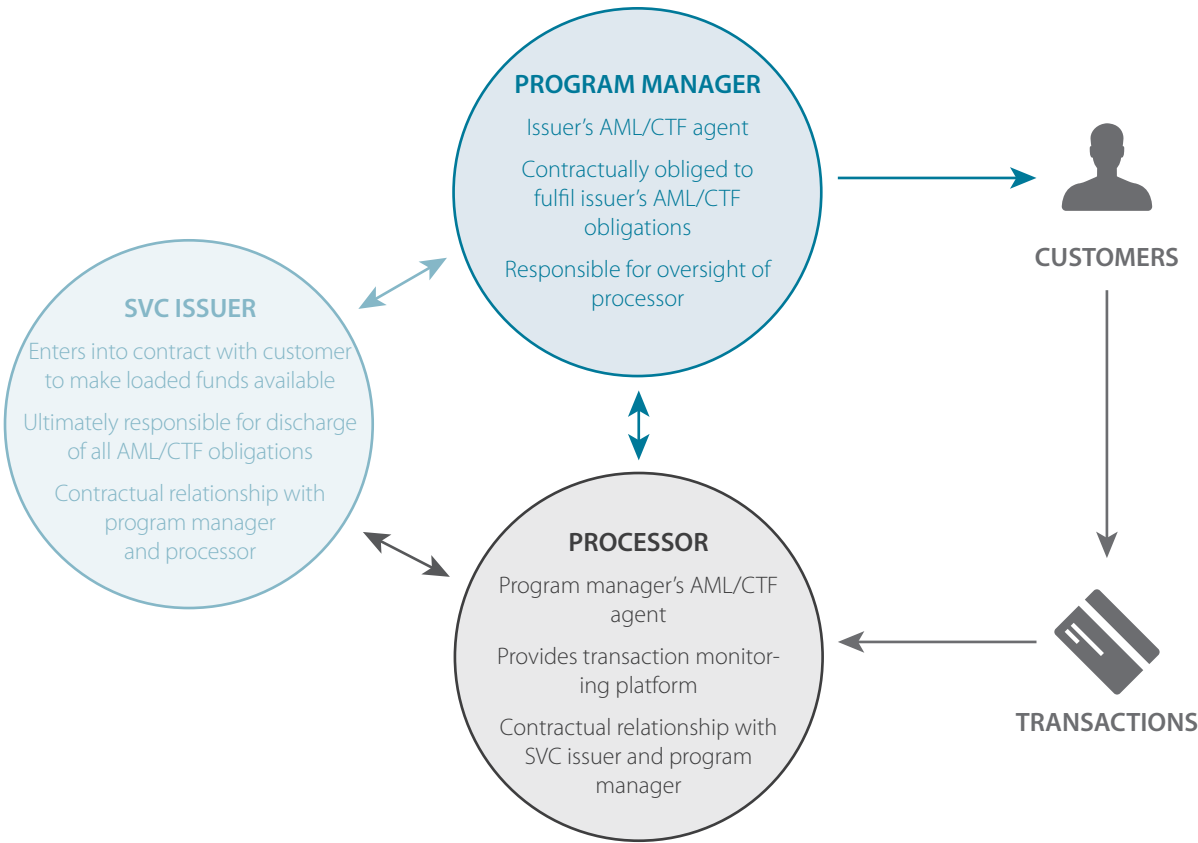 PROGRAM MANAGER
Issuer’s AML/CTF agent
Contractually obliged to
fulfil issuer’s AML/CTF
obligations
Responsible for oversight of
processor
CUSTOMERS
SVC ISSUER
Enters into contract with customer
to make loaded funds available
Ultimately responsible for discharge
of all AML/CTF obligations
Contractual relationship with
program manager
and processor
PROCESSOR
Program manager’s AML/CTF
agent
Provides transaction monitor-
ing platform
Contractual relationship with
SVC issuer and program
manager
TRANSACTIONS